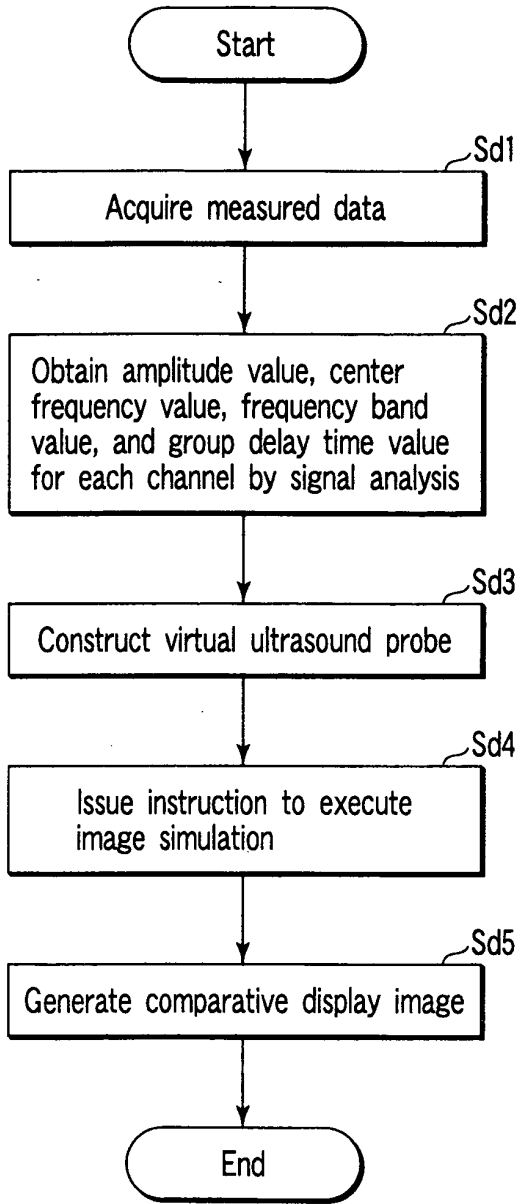 Start
Sd1
Acquire measured data
Sd2
Obtain amplitude value, center
frequency value, frequency band
value, and group delay time value
for each channel by signal analysis
Sd3
Construct virtual ultrasound probe
Sd4
Issue instruction to execute
image simulation
Sd5
Generate comparative display image
End